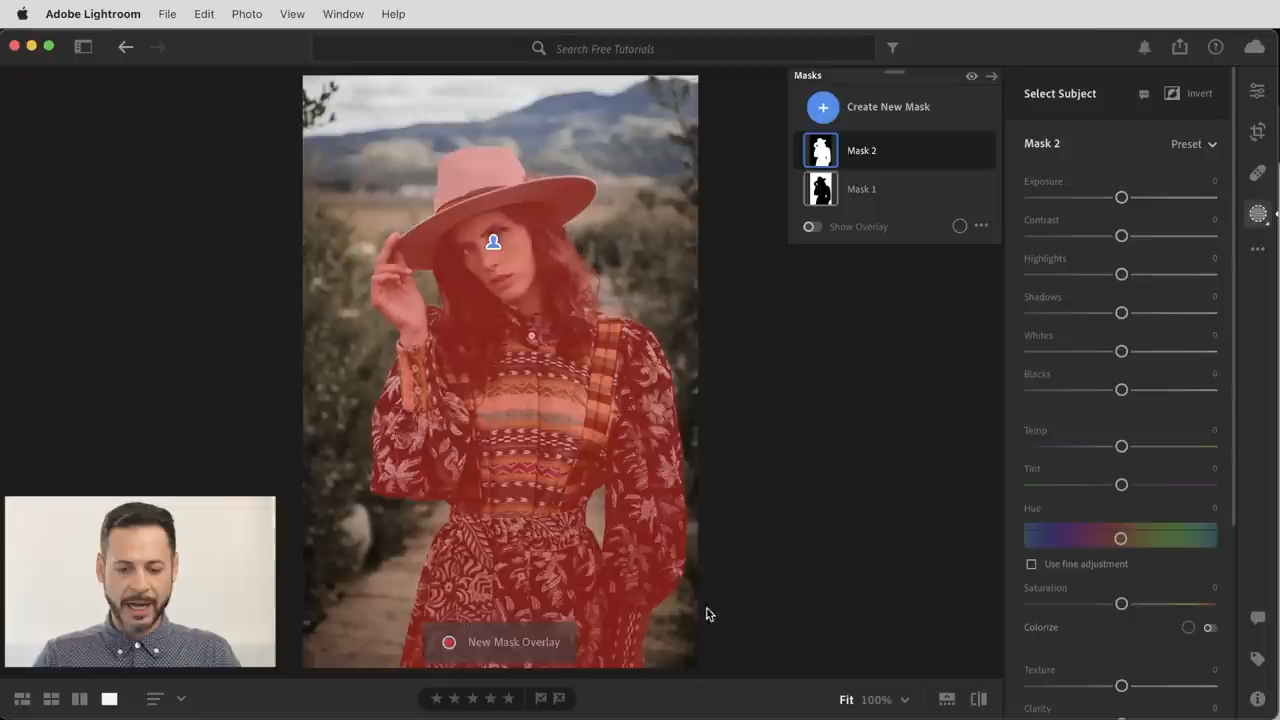 Adobe Lightroom File Edit Photo View Window Help
Search Free Tutorials
Masks
Create New Mask
Mask 2
Mask 1
Show Overlay
New Mask Overlay
Fit 100%
Select Subject Invert
Mask 2 Preset
Exposure 0
Contrast 0
Highlights 0
Shadows 0
Whites 0
Blacks 0
Temp 0
Tint 0
Hue 0
Use fine adjustment
Saturation 0
Colorize
Texture 0
Clarity 0